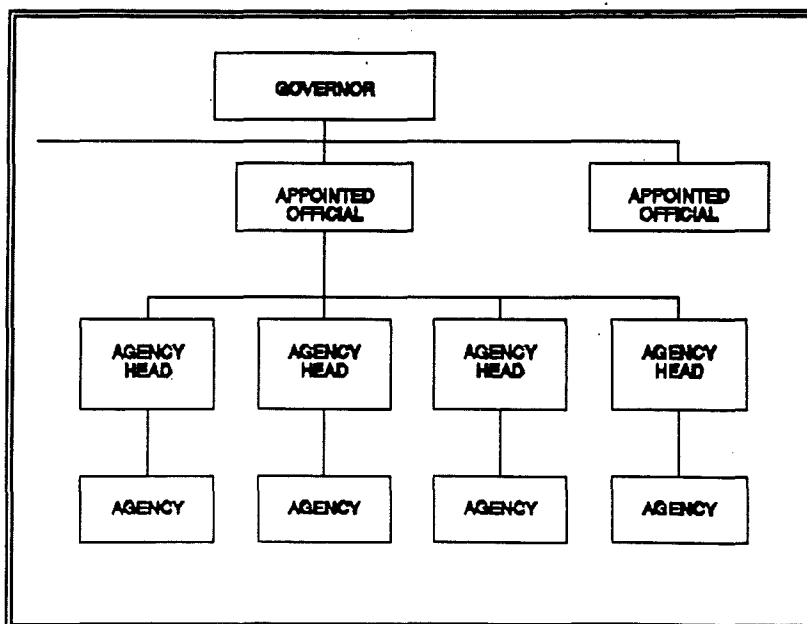 GOVERNOR
APPOINTED
OFFICIAL
APPOINTED
OFFICIAL
AGENCY
HEAD
AGENCY
HEAD
AGENCY
HEAD
AGENCY
HEAD
AGENCY
AGENCY
AGENCY
AGENCY